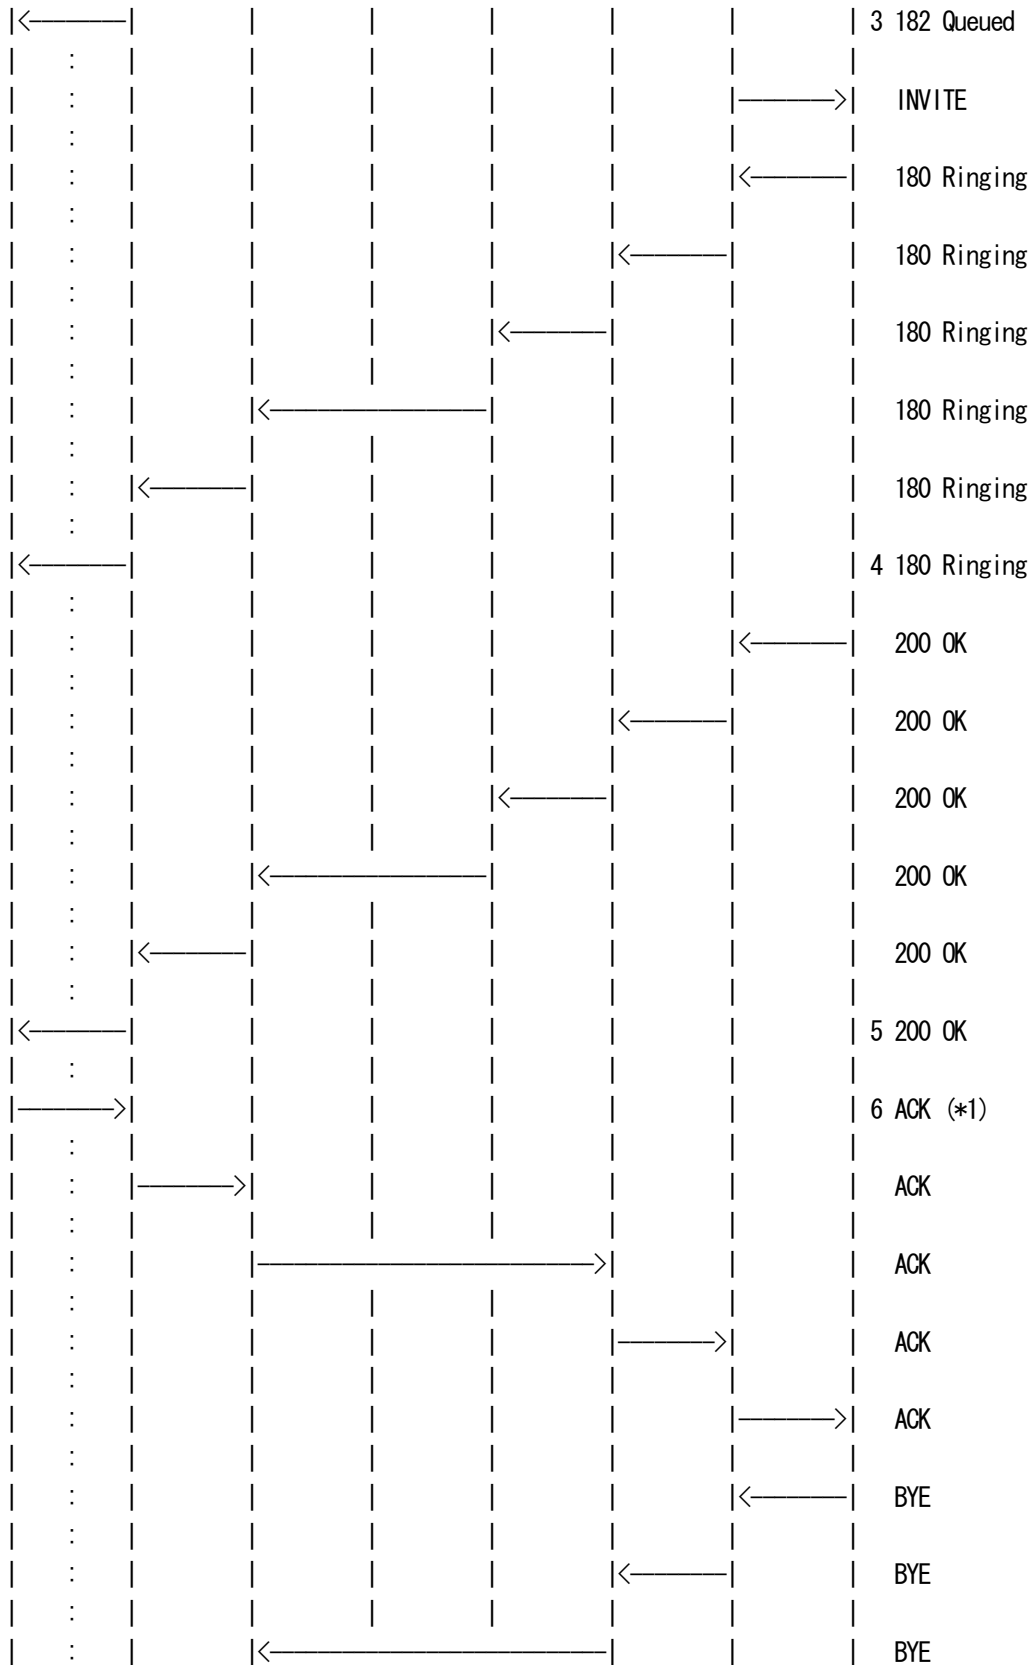 3 182 Queued
INVITE
180 Ringing
180 Ringing
180 Ringing
180 Ringing
180 Ringing
4 180 Ringing
200 OK
200 OK
200 OK
200 OK
200 OK
5 200 OK
6 ACK (*1)
ACK
ACK
ACK
ACK
BYE
BYE
BYE